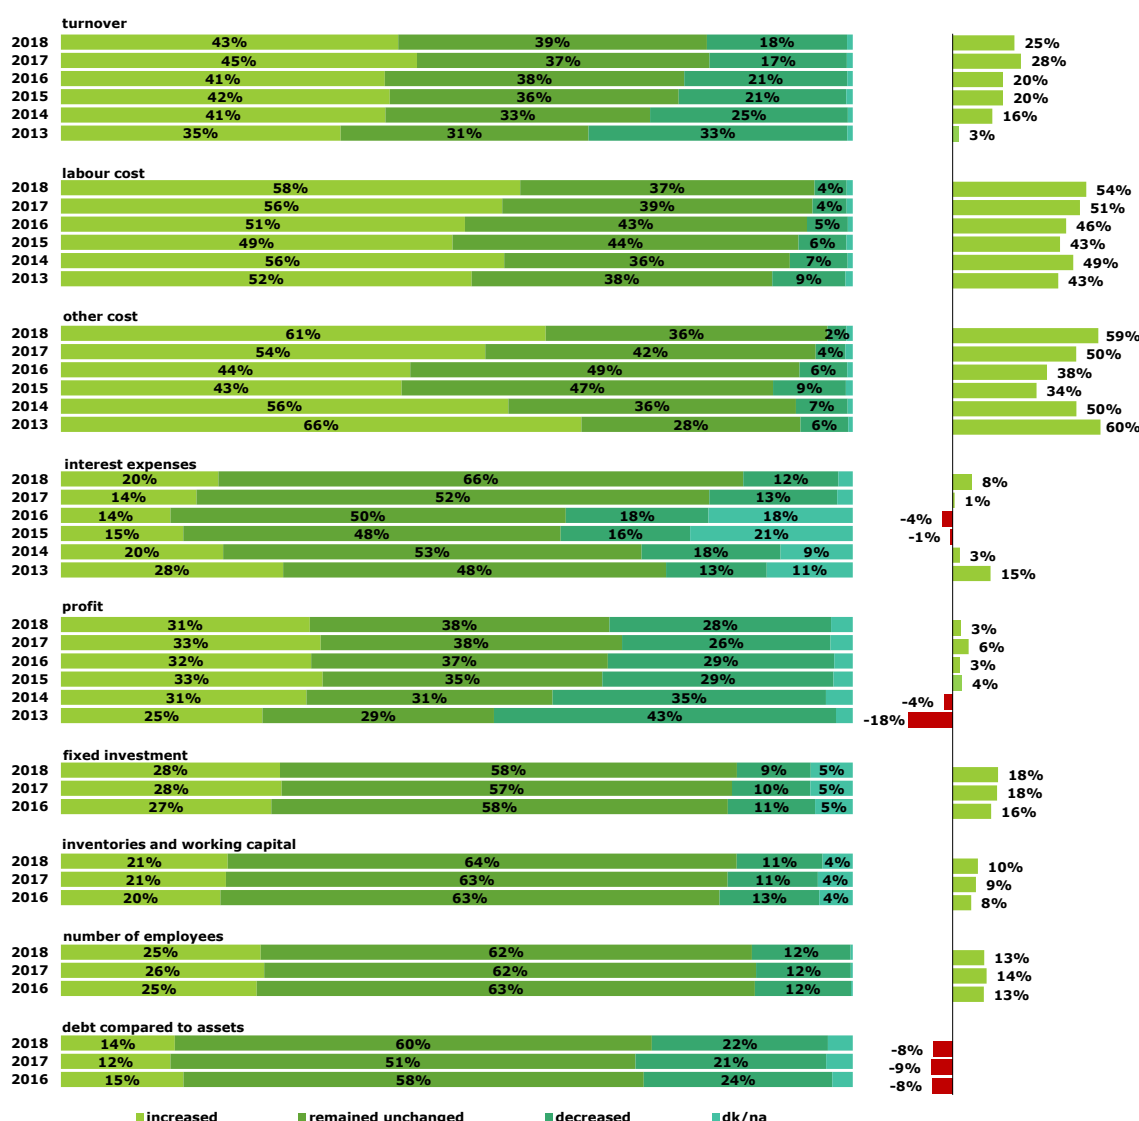 turnover
2018 43% 39% 18% 25%
2017 45% 37% 17% 28%
2016 41% 38% 21% 20%
2015 42% 36% 21% 20%
2014 41% 33% 25% 16%
2013 35% 31% 33% 3%
labour cost
2018 58% 37% 4% 54%
2017 56% 39% 4% 51%
2016 51% 43% 5% 46%
2015 49% 44% 6% 43%
2014 56% 36% 7% 49%
2013 52% 38% 9% 43%
other cost
2018 61% 36% 2% 59%
2017 54% 42% 4% 50%
2016 44% 49% 6% 38%
2015 43% 47% 9% 34%
2014 56% 36% 7% 50%
2013 66% 28% 6% 60%
interest expenses
2018 20% 66% 12% 8%
2017 14% 52% 13% 1%
2016 14% 50% 18% 18% -4%
2015 15% 48% 16% 21% -1%
2014 20% 53% 18% 9% 3%
2013 28% 48% 13% 11% 15%
profit
2018 31% 38% 28% 3%
2017 33% 38% 26% 6%
2016 32% 37% 29% 3%
2015 33% 35% 29% 4%
2014 31% 31% 35% -4%
2013 25% 29% 43% -18%
fixed investment
2018 28% 58% 9% 5% 18%
2017 28% 57% 10% 5% 18%
2016 27% 58% 11% 5% 16%
inventories and working capital
2018 21% 64% 11% 4% 10%
2017 21% 63% 11% 4% 9%
2016 20% 63% 13% 4% 8%
number of employees
2018 25% 62% 12% 13%
2017 26% 62% 12% 14%
2016 25% 63% 12% 13%
debt compared to assets
2018 14% 60% 22% -8%
2017 12% 51% 21% -9%
2016 15% 58% 24% -8%
increased remained unchanged decreased dk/na